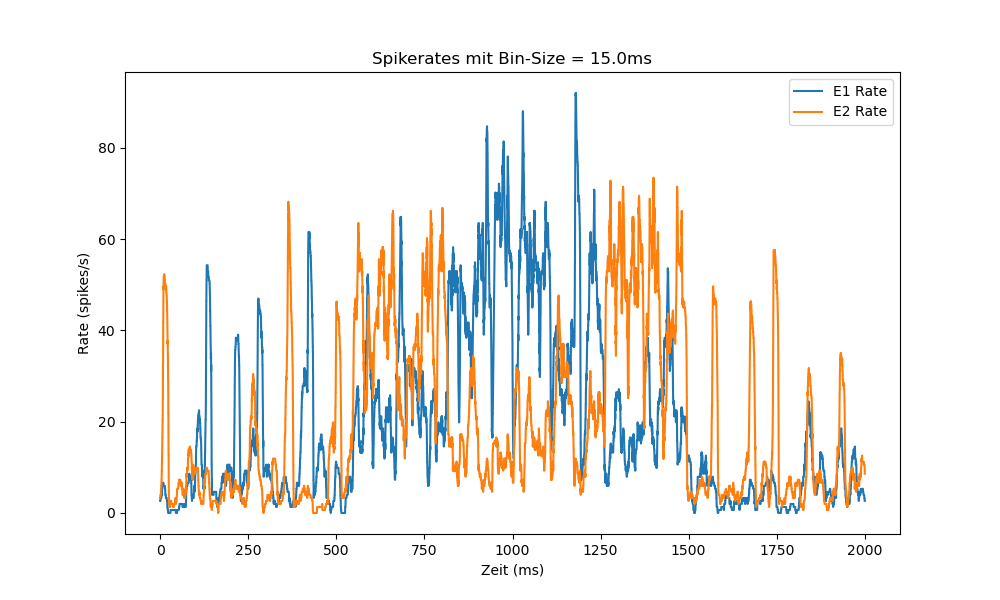 Spikerates mit Bin-Size = 15.0ms
E1 Rate
E2 Rate
Rate (spikes/s)
80
60
40
20
0
0 250 500 750 1000 1250 1500 1750 2000
Zeit (ms)